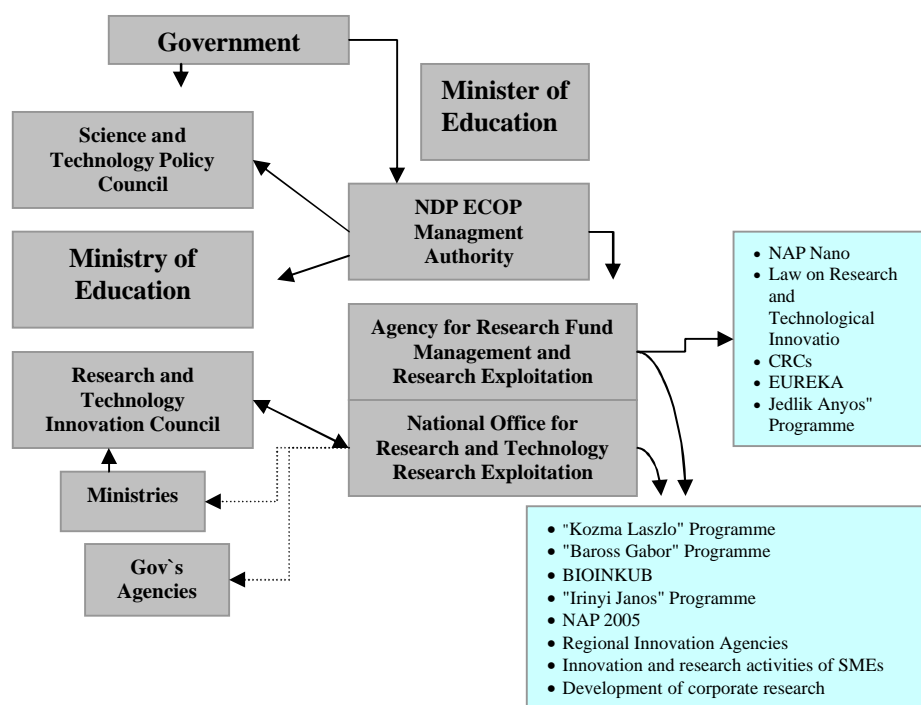 Government
Minister of
Education
Science and
Technology Policy
Council
NDP ECOP
Managment
Authority
Ministry of
Education
Agency for Research Fund
Management and
Research Exploitation
Research and
Technology
Innovation Council
National Office for
Research and Technology
Research Exploitation
Ministries
Gov`s
Agencies
• NAP Nano
• Law on Research
and
Technological
Innovatio
• CRCs
• EUREKA
• Jedlik Anyos"
Programme
• "Kozma Laszlo" Programme
• "Baross Gabor" Programme
• BIOINKUB
• "Irinyi Janos" Programme
• NAP 2005
• Regional Innovation Agencies
• Innovation and research activities of SMEs
• Development of corporate research